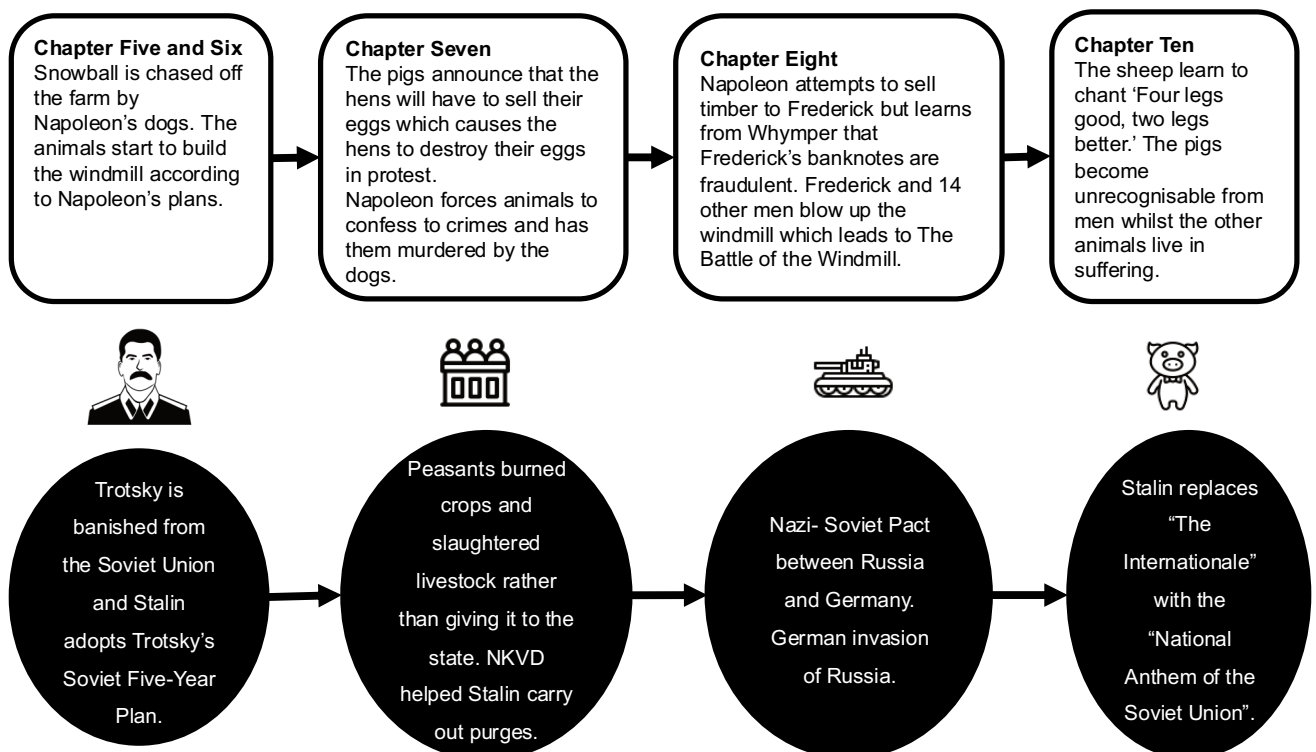 Chapter Five and Six
Snowball is chased off
the farm by
Napoleon’s dogs. The
animals start to build
the windmill according
to Napoleon’s plans.
Chapter Seven
The pigs announce that the
hens will have to sell their
eggs which causes the
hens to destroy their eggs
in protest.
Napoleon forces animals to
confess to crimes and has
them murdered by the
dogs.
Chapter Eight
Napoleon attempts to sell
timber to Frederick but learns
from Whymper that
Frederick’s banknotes are
fraudulent. Frederick and 14
other men blow up the
windmill which leads to The
Battle of the Windmill.
Chapter Ten
The sheep learn to
chant ‘Four legs
good, two legs
better.’ The pigs
become
unrecognisable from
men whilst the other
animals live in
suffering.
Trotsky is
banished from
the Soviet Union
and Stalin
adopts Trotsky’s
Soviet Five-Year
Plan.
Peasants burned
crops and
slaughtered
livestock rather
than giving it to the
state. NKVD
helped Stalin carry
out purges.
Nazi- Soviet Pact
between Russia
and Germany.
German invasion
of Russia.
Stalin replaces
“The
Internationale”
with the
“National
Anthem of the
Soviet Union”.